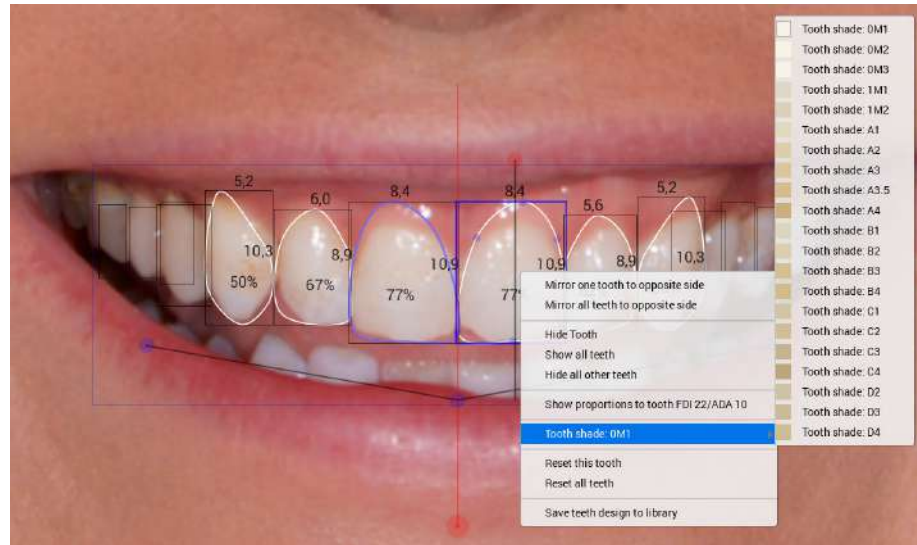 Tooth shade: 0M1
Tooth shade: 0M2
Tooth shade: 0M3
Tooth shade: 1M1
Tooth shade: 1M2
Tooth shade: A1
Tooth shade: A2
Tooth shade: A3
Tooth shade: A3.5
Tooth shade: A4
Tooth shade: B1
Tooth shade: B2
Tooth shade: B3
Tooth shade: B4
Tooth shade: C1
Tooth shade: C2
Tooth shade: C3
Tooth shade: C4
Tooth shade: D2
Tooth shade: D3
Tooth shade: D4
5,2 6,0 8,4 8,4 5,6 5,2
10,3 8,9 10,9 10,9 8,9 10,3
50% 67% 77% 77
Mirror one tooth to opposite side
Mirror all teeth to opposite side
Hide Tooth
Show all teeth
Hide all other teeth
Show proportions to tooth FDI 22/ADA 10
Tooth shade: 0M1
Reset this tooth
Reset all teeth
Save teeth design to library